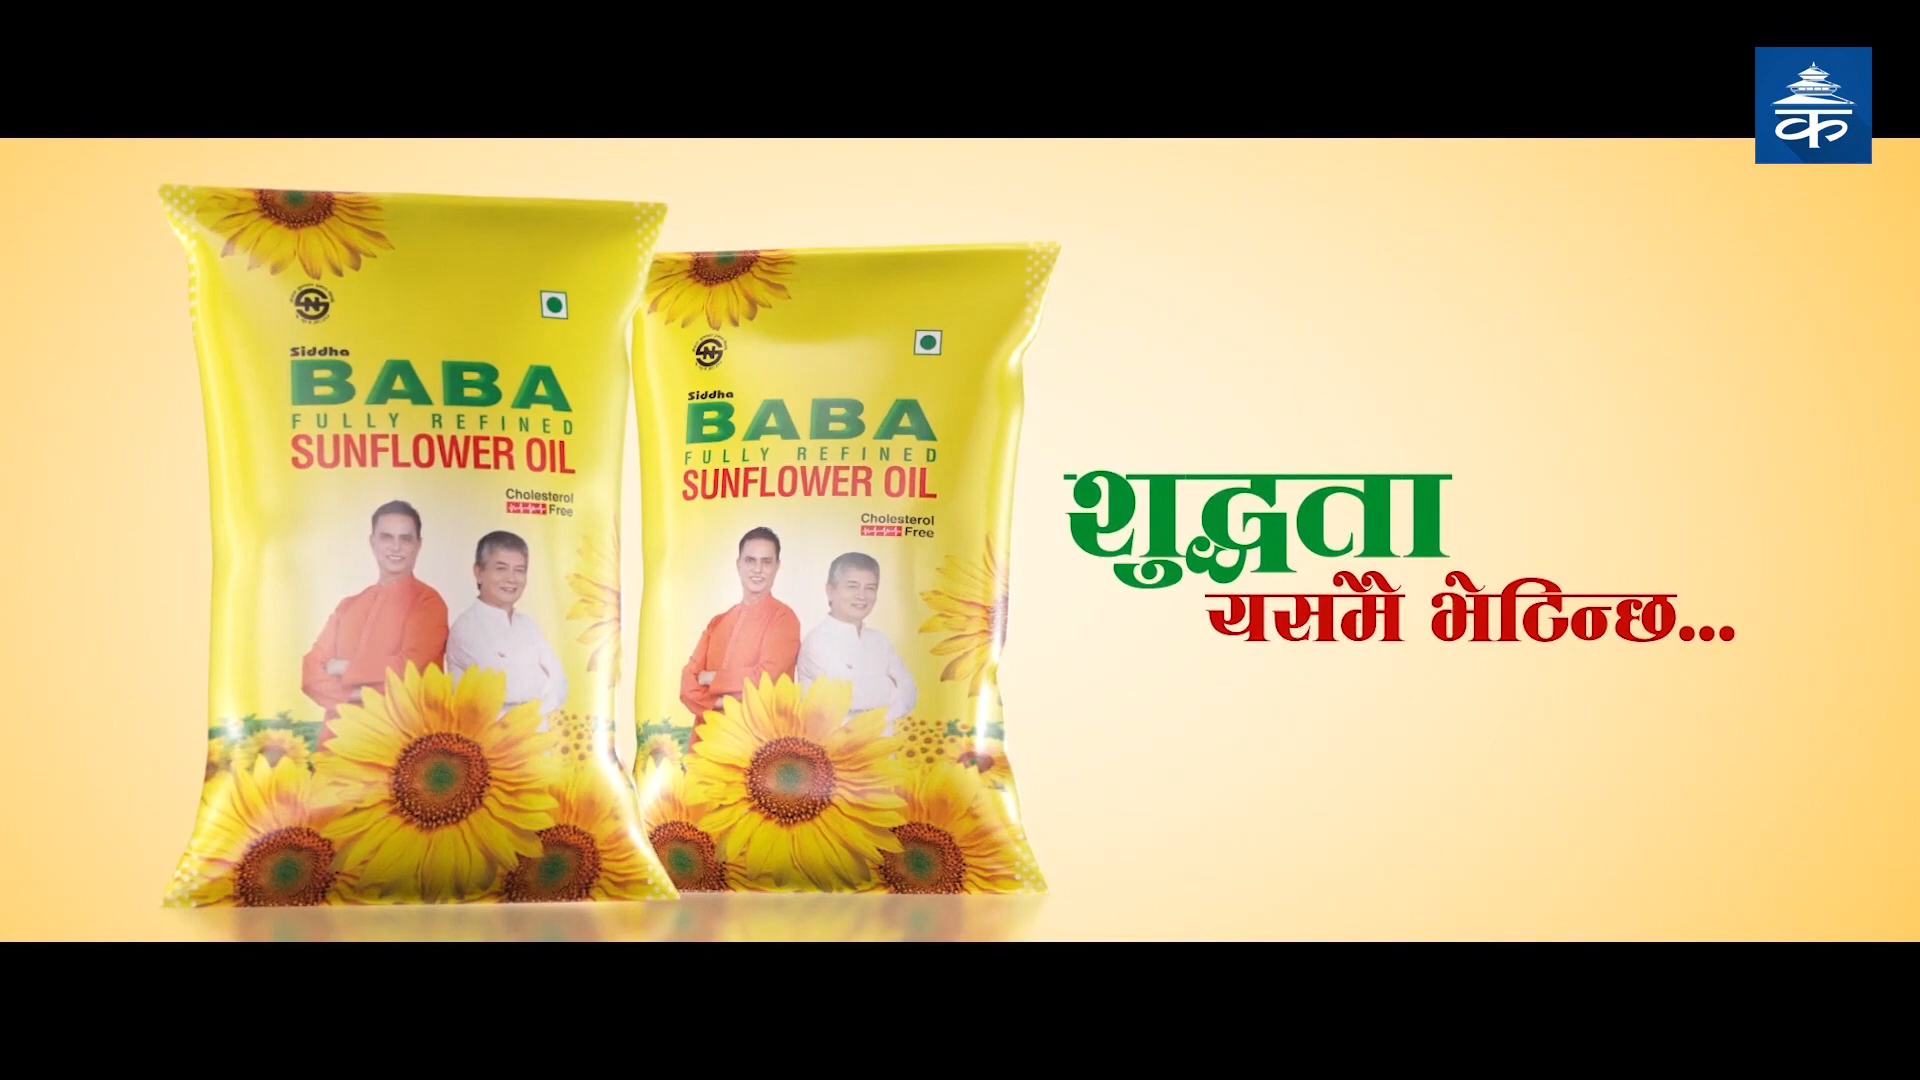 क
Siddha
BABA
FULLY REFINED
SUNFLOWER OIL
Cholesterol
Free
Siddha
BABA
FULLY REFINED
SUNFLOWER OIL
Cholesterol
Free
शुद्धता
यसमै भेटिन्छ...